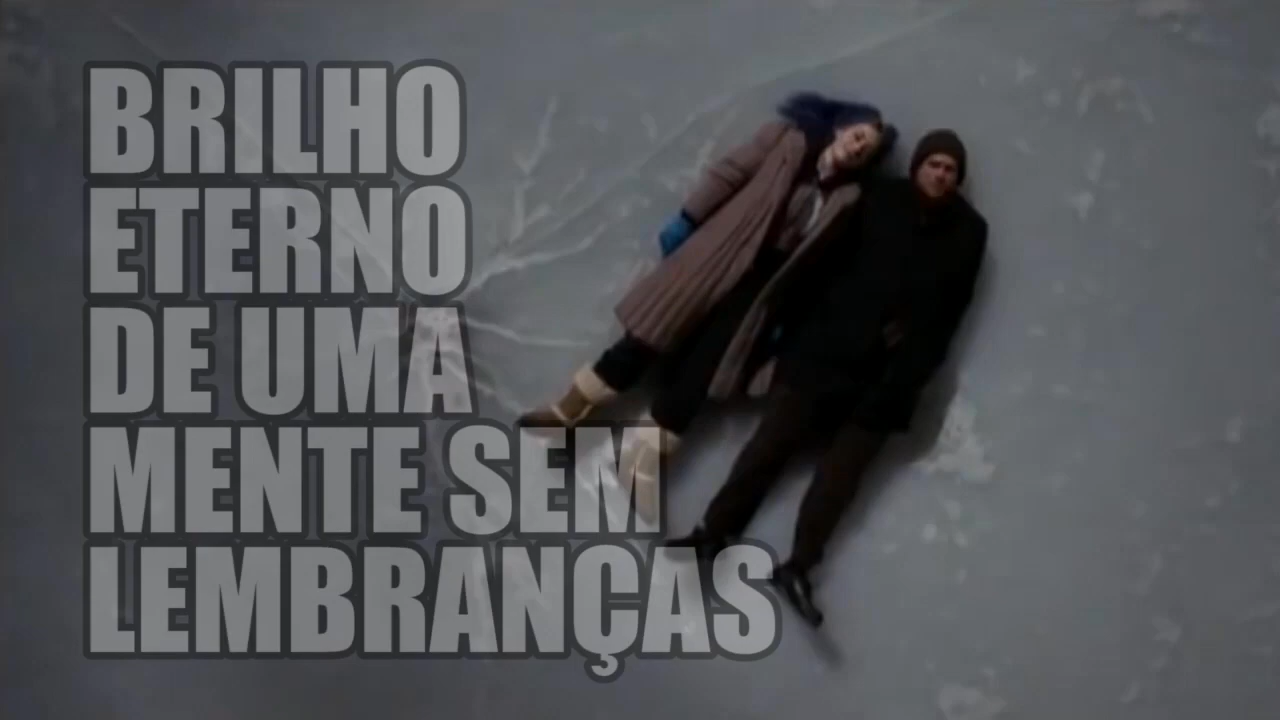 BRILHO
ETERNO
DE UMA
MENTE SEM
LEMBRANÇAS